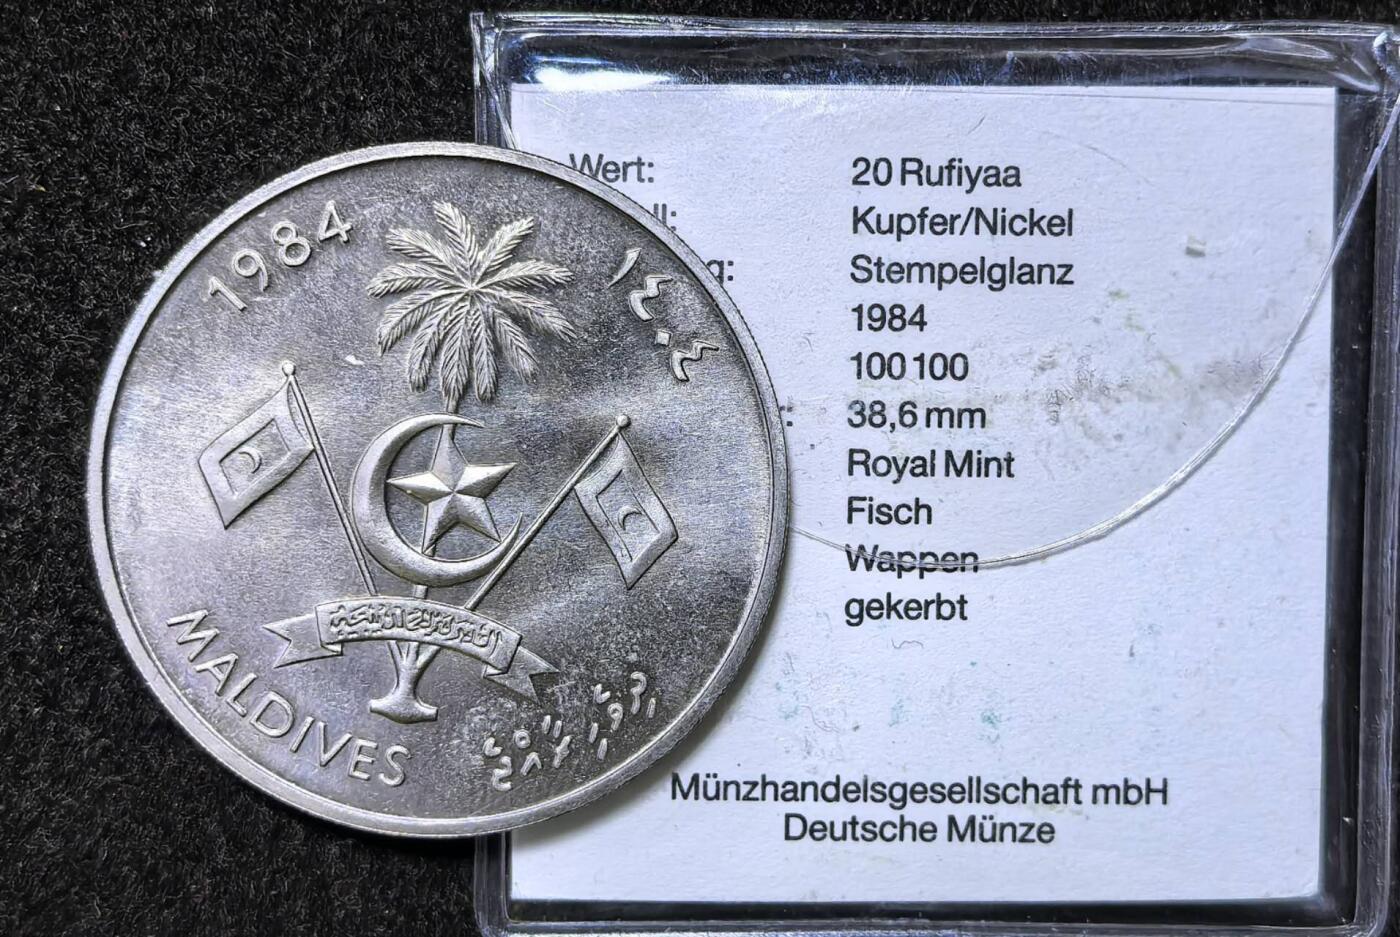 1984
١٤٠٤
MALDIVES
Wert: 20 Rufiyaa
Kupfer/Nickel
Stempelglanz
1984
100 100
38,6 mm
Royal Mint
Fisch
Wappen
gekerbt
Münzhandelsgesellschaft mbH
Deutsche Münze